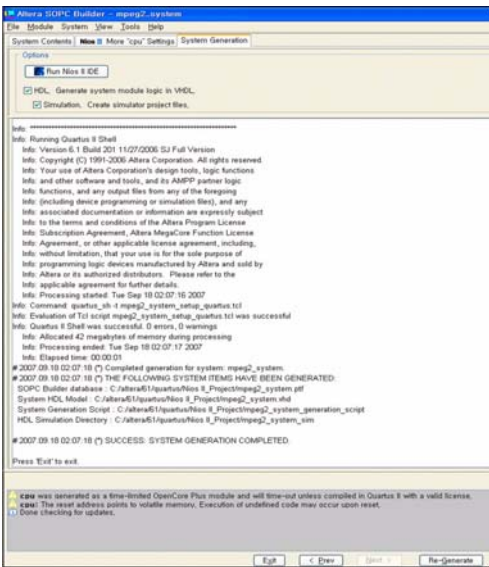 Altera SOPC Builder - mpeg2_system
File Module System View Tools Help
System Contents Nios II More "cpu" Settings System Generation
Options
Run Nios II IDE
HDL. Generate system module logic in VHDL.
Simulation. Create simulator project files.
Info: ****************************************************************
Info: Running Quartus II Shell
Info: Version 6.1 Build 201 11/27/2006 SJ Full Version
Info: Copyright (C) 1991-2006 Altera Corporation. All rights reserved.
Info: Your use of Altera Corporation's design tools, logic functions
Info: and other software and tools, and its AMPP partner logic
Info: functions, and any output files from any of the foregoing
Info: (including device programming or simulation files), and any
Info: associated documentation or information are expressly subject
Info: to the terms and conditions of the Altera Program License
Info: Subscription Agreement, Altera MegaCore Function License
Info: Agreement, or other applicable license agreement, including,
Info: without limitation, that your use is for the sole purpose of
Info: programming logic devices manufactured by Altera and sold by
Info: Altera or its authorized distributors. Please refer to the
Info: applicable agreement for further details.
Info: Processing started: Tue Sep 18 02:07:16 2007
Info: Command: quartus_sh -t mpeg2_system_setup_quartus.tcl
Info: Evaluation of Tcl script mpeg2_system_setup_quartus.tcl was successful
Info: Quartus II Shell was successful. 0 errors, 0 warnings
Info: Allocated 42 megabytes of memory during processing
Info: Processing ended: Tue Sep 18 02:07:17 2007
Info: Elapsed time: 00:00:01
# 2007.09.18 02:07:18 (*) Completed generation for system: mpeg2_system.
# 2007.09.18 02:07:18 (*) THE FOLLOWING SYSTEM ITEMS HAVE BEEN GENERATED:
SOPC Builder database : C:/altera/61/quartus/Nios II_Project/mpeg2_system.ptf
System HDL Model : C:/altera/61/quartus/Nios II_Project/mpeg2_system.vhd
System Generation Script : C:/altera/61/quartus/Nios II_Project/mpeg2_system_generation_script
HDL Simulation Directory : C:/altera/61/quartus/Nios II_Project/mpeg2_system_sim
# 2007.09.18 02:07:18 (*) SUCCESS: SYSTEM GENERATION COMPLETED.
Press 'Exit' to exit.
cpu was generated as a time-limited OpenCore Plus module and will time-out unless compiled in Quartus II with a valid license.
cpu: The reset address points to volatile memory. Execution of undefined code may occur upon reset.
Done checking for updates.
Exit < Prev Next > Re-Generate